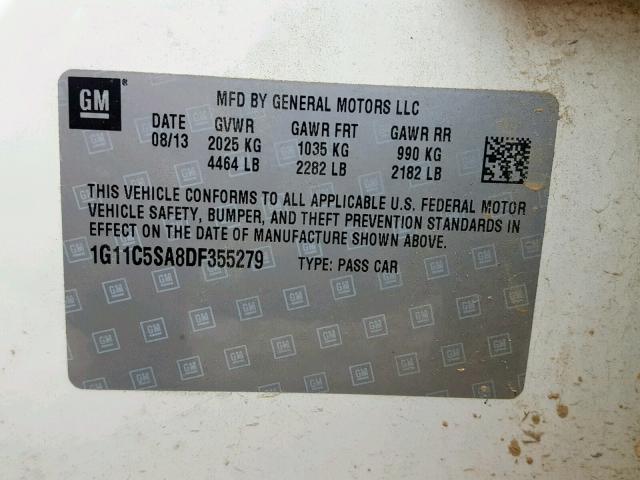 GM ®
MFD BY GENERAL MOTORS LLC
DATE GVWR GAWR FRT GAWR RR
08/13 2025 KG 1035 KG 990 KG
4464 LB 2282 LB 2182 LB
THIS VEHICLE CONFORMS TO ALL APPLICABLE U.S. FEDERAL MOTOR
VEHICLE SAFETY, BUMPER, AND THEFT PREVENTION STANDARDS IN
EFFECT ON THE DATE OF MANUFACTURE SHOWN ABOVE.
1G11C5SA8DF355279 TYPE: PASS CAR